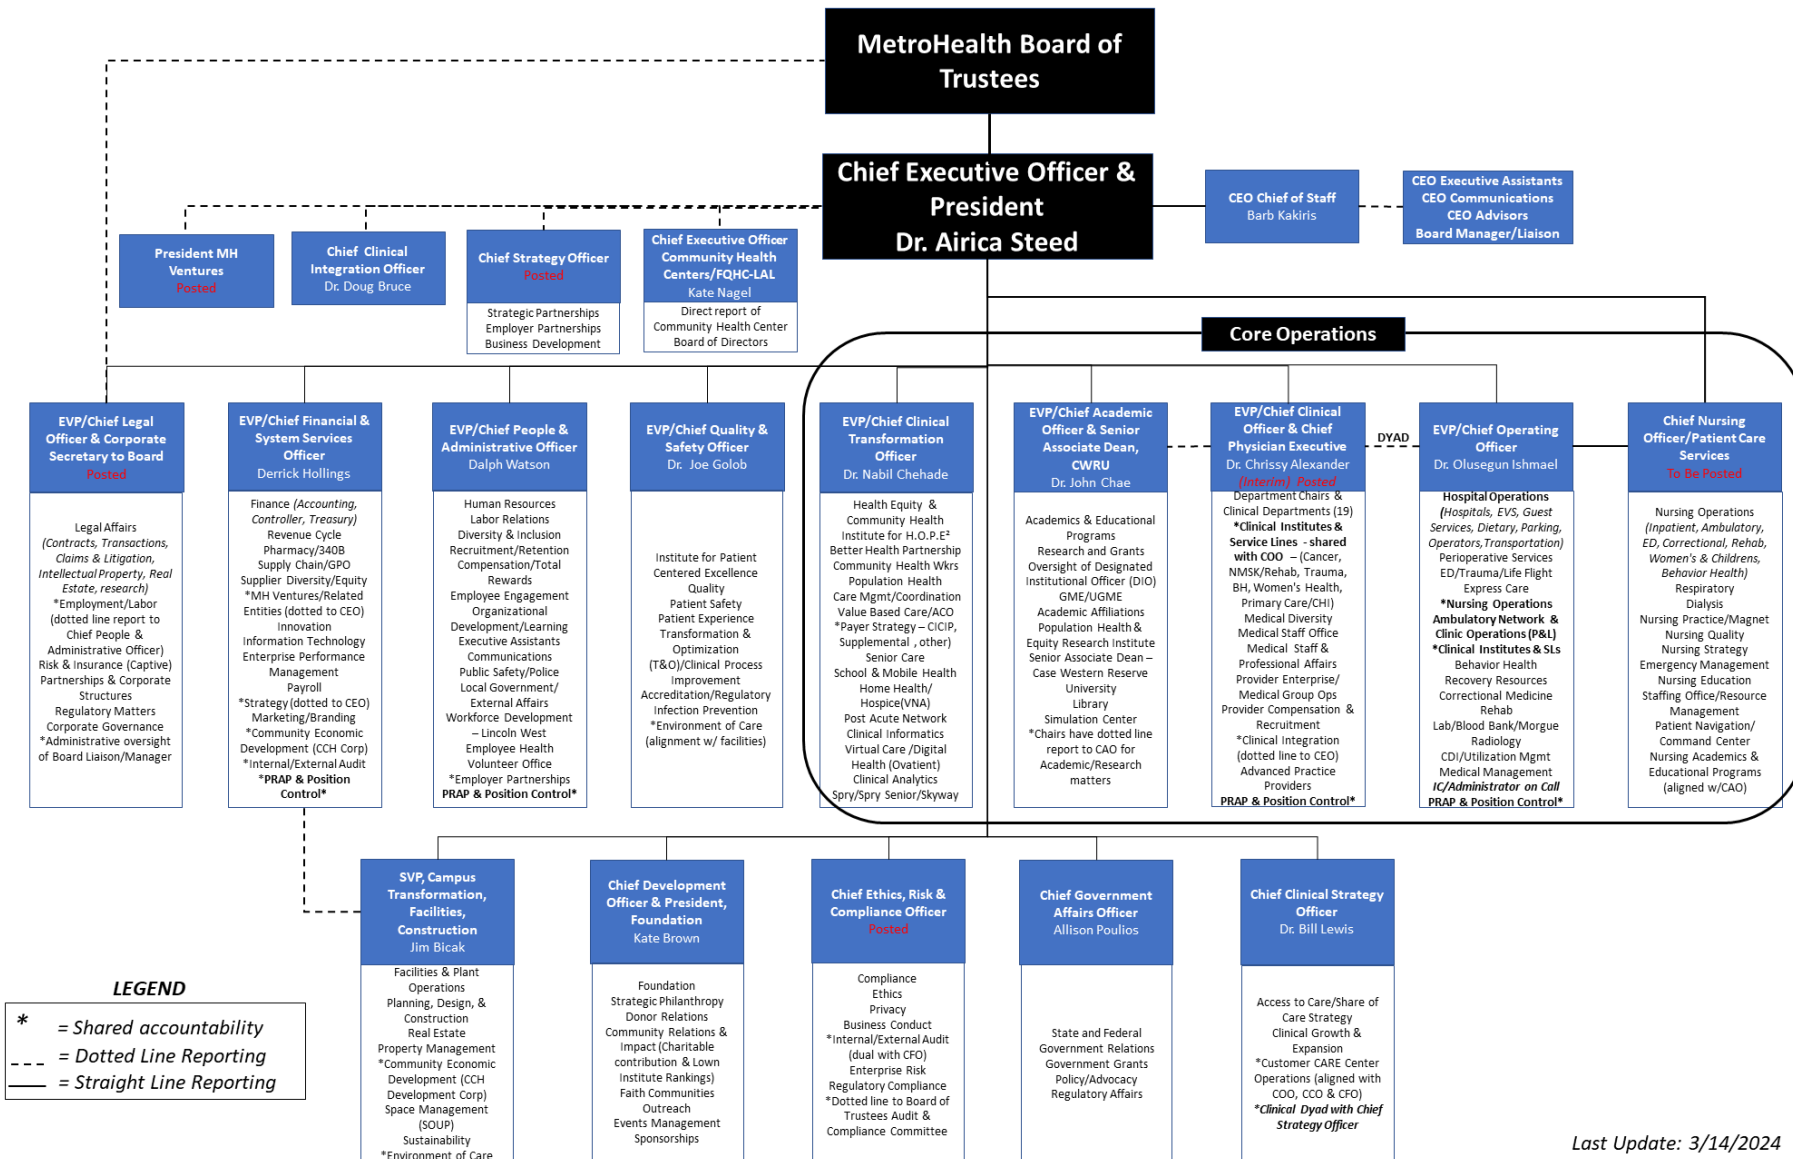 MetroHealth Board of
Trustees
Chief Executive Officer &
President
Dr. Airica Steed
CEO Chief of Staff
Barb Kakiris
CEO Executive Assistants
CEO Communications
CEO Advisors
Board Manager/Liaison
President MH
Ventures
Posted
Chief Clinical
Integration Officer
Dr. Doug Bruce
Chief Strategy Officer
Posted
Strategic Partnerships
Employer Partnerships
Business Development
Chief Executive Officer
Community Health
Centers/FQHC-LAL
Kate Nagel
Direct report of
Community Health Center
Board of Directors
Core Operations
EVP/Chief Legal
Officer & Corporate
Secretary to Board
Posted
Legal Affairs
(Contracts, Transactions,
Claims & Litigation,
Intellectual Property, Real
Estate, research)
*Employment/Labor
(dotted line report to
Chief People &
Administrative Officer)
Risk & Insurance (Captive)
Partnerships & Corporate
Structures
Regulatory Matters
Corporate Governance
*Administrative oversight
of Board Liaison/Manager
EVP/Chief Financial &
System Services
Officer
Derrick Hollings
Finance (Accounting,
Controller, Treasury)
Revenue Cycle
Pharmacy/340B
Supply Chain/GPO
Supplier Diversity/Equity
*MH Ventures/Related
Entities (dotted to CEO)
Innovation
Information Technology
Enterprise Performance
Management
Payroll
*Strategy (dotted to CEO)
Marketing/Branding
*Community Economic
Development (CCH Corp)
*Internal/External Audit
*PRAP & Position
Control*
EVP/Chief People &
Administrative Officer
Dalph Watson
Human Resources
Labor Relations
Diversity & Inclusion
Recruitment/Retention
Compensation/Total
Rewards
Employee Engagement
Organizational
Development/Learning
Executive Assistants
Communications
Public Safety/Police
Local Government/
External Affairs
Workforce Development
– Lincoln West
Employee Health
Volunteer Office
*Employer Partnerships
PRAP & Position Control*
EVP/Chief Quality &
Safety Officer
Dr. Joe Golob
Institute for Patient
Centered Excellence
Quality
Patient Safety
Patient Experience
Transformation &
Optimization
(T&O)/Clinical Process
Improvement
Accreditation/Regulatory
Infection Prevention
*Environment of Care
(alignment w/ facilities)
EVP/Chief Clinical
Transformation
Officer
Dr. Nabil Chehade
Health Equity &
Community Health
Institute for H.O.P.E²
Better Health Partnership
Community Health Wkrs
Population Health
Care Mgmt/Coordination
Value Based Care/ACO
*Payer Strategy – CICIP,
Supplemental , other)
Senior Care
School & Mobile Health
Home Health/
Hospice(VNA)
Post Acute Network
Clinical Informatics
Virtual Care /Digital
Health (Ovatient)
Clinical Analytics
Spry/Spry Senior/Skyway
EVP/Chief Academic
Officer & Senior
Associate Dean,
CWRU
Dr. John Chae
Academics & Educational
Programs
Research and Grants
Oversight of Designated
Institutional Officer (DIO)
GME/UGME
Academic Affiliations
Population Health &
Equity Research Institute
Senior Associate Dean –
Case Western Reserve
University
Library
Simulation Center
*Chairs have dotted line
report to CAO for
Academic/Research
matters
EVP/Chief Clinical
Officer & Chief
Physician Executive
Dr. Chrissy Alexander
(Interim) Posted
Department Chairs &
Clinical Departments (19)
*Clinical Institutes &
Service Lines - shared
with COO – (Cancer,
NMSK/Rehab, Trauma,
BH, Women's Health,
Primary Care/CHI)
Medical Diversity
Medical Staff Office
Medical Staff &
Professional Affairs
Provider Enterprise/
Medical Group Ops
Provider Compensation &
Recruitment
*Clinical Integration
(dotted line to CEO)
Advanced Practice
Providers
PRAP & Position Control*
DYAD
EVP/Chief Operating
Officer
Dr. Olusegun Ishmael
Hospital Operations
(Hospitals, EVS, Guest
Services, Dietary, Parking,
Operators,Transportation)
Perioperative Services
ED/Trauma/Life Flight
Express Care
*Nursing Operations
Ambulatory Network &
Clinic Operations (P&L)
*Clinical Institutes & SLs
Behavior Health
Recovery Resources
Correctional Medicine
Rehab
Lab/Blood Bank/Morgue
Radiology
CDI/Utilization Mgmt
Medical Management
IC/Administrator on Call
PRAP & Position Control*
Chief Nursing
Officer/Patient Care
Services
To Be Posted
Nursing Operations
(Inpatient, Ambulatory,
ED, Correctional, Rehab,
Women's & Childrens,
Behavior Health)
Respiratory
Dialysis
Nursing Practice/Magnet
Nursing Quality
Nursing Strategy
Emergency Management
Nursing Education
Staffing Office/Resource
Management
Patient Navigation/
Command Center
Nursing Academics &
Educational Programs
(aligned w/CAO)
SVP, Campus
Transformation,
Facilities,
Construction
Jim Bicak
Facilities & Plant
Operations
Planning, Design, &
Construction
Real Estate
Property Management
*Community Economic
Development (CCH
Development Corp)
Space Management
(SOUP)
Sustainability
*Environment of Care
Chief Development
Officer & President,
Foundation
Kate Brown
Foundation
Strategic Philanthropy
Donor Relations
Community Relations &
Impact (Charitable
contribution & Lown
Institute Rankings)
Faith Communities
Outreach
Events Management
Sponsorships
Chief Ethics, Risk &
Compliance Officer
Posted
Compliance
Ethics
Privacy
Business Conduct
*Internal/External Audit
(dual with CFO)
Enterprise Risk
Regulatory Compliance
*Dotted line to Board of
Trustees Audit &
Compliance Committee
Chief Government
Affairs Officer
Allison Poulios
State and Federal
Government Relations
Government Grants
Policy/Advocacy
Regulatory Affairs
Chief Clinical Strategy
Officer
Dr. Bill Lewis
Access to Care/Share of
Care Strategy
Clinical Growth &
Expansion
*Customer CARE Center
Operations (aligned with
COO, CCO & CFO)
*Clinical Dyad with Chief
Strategy Officer
LEGEND
* = Shared accountability
= Dotted Line Reporting
= Straight Line Reporting
Last Update: 3/14/2024